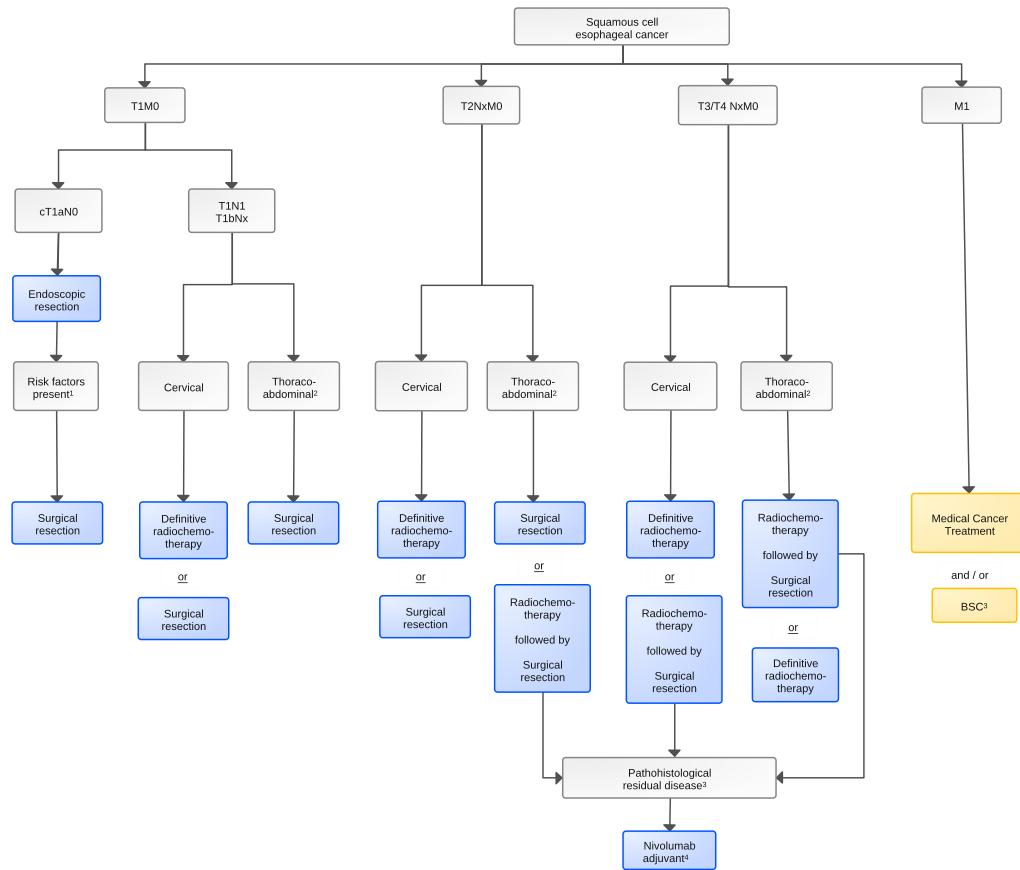 Squamous cell
esophageal cancer
T1M0
T2NxM0
T3/T4 NxM0
M1
cT1aN0
T1N1
T1bNx
Endoscopic
resection
Risk factors
present¹
Cervical
Thoraco-
abdominal²
Cervical
Thoraco-
abdominal²
Cervical
Thoraco-
abdominal²
Surgical
resection
Definitive
radiochemo-
therapy
or
Surgical
resection
Surgical
resection
Definitive
radiochemo-
therapy
or
Surgical
resection
Surgical
resection
or
Radiochemo-
therapy
followed by
Surgical
resection
Definitive
radiochemo-
therapy
or
Radiochemo-
therapy
followed by
Surgical
resection
Radiochemo-
therapy
followed by
Surgical
resection
or
Definitive
radiochemo-
therapy
Medical Cancer
Treatment
and / or
BSC³
Pathohistological
residual disease³
Nivolumab
adjuvant⁴